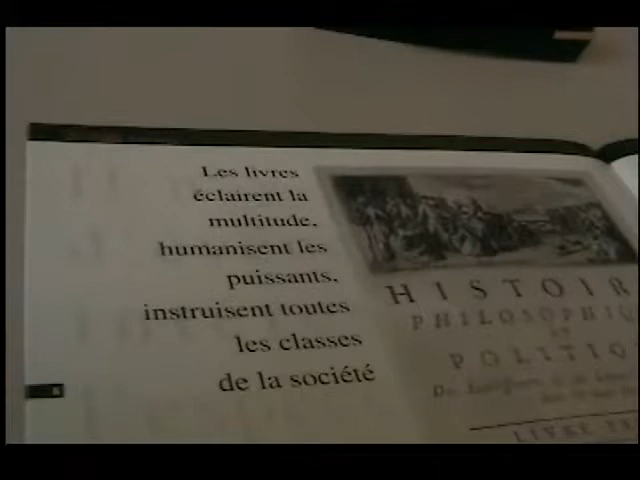 Les livres
éclairent la
multitude,
humanisent les
puissants,
instruisent toutes
les classes
de la société
HISTOIR
PHILOSOPHIQ
ET
POLITIQ
LIVRE